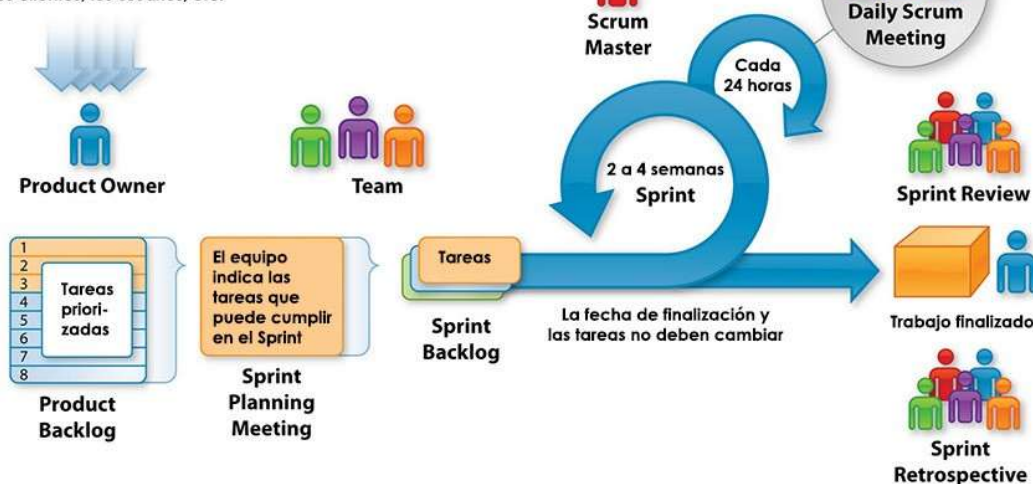 Scrum
Master
Daily Scrum
Meeting
Cada
24 horas
Product Owner
Team
2 a 4 semanas
Sprint
Sprint Review
1
2
3
4
5
6
7
8
Tareas
priori-
zadas
El equipo
indica las
tareas que
puede cumplir
en el Sprint
Tareas
Product
Backlog
Sprint
Planning
Meeting
Sprint
Backlog
La fecha de finalización y
las tareas no deben cambiar
Trabajo finalizado
Sprint
Retrospective